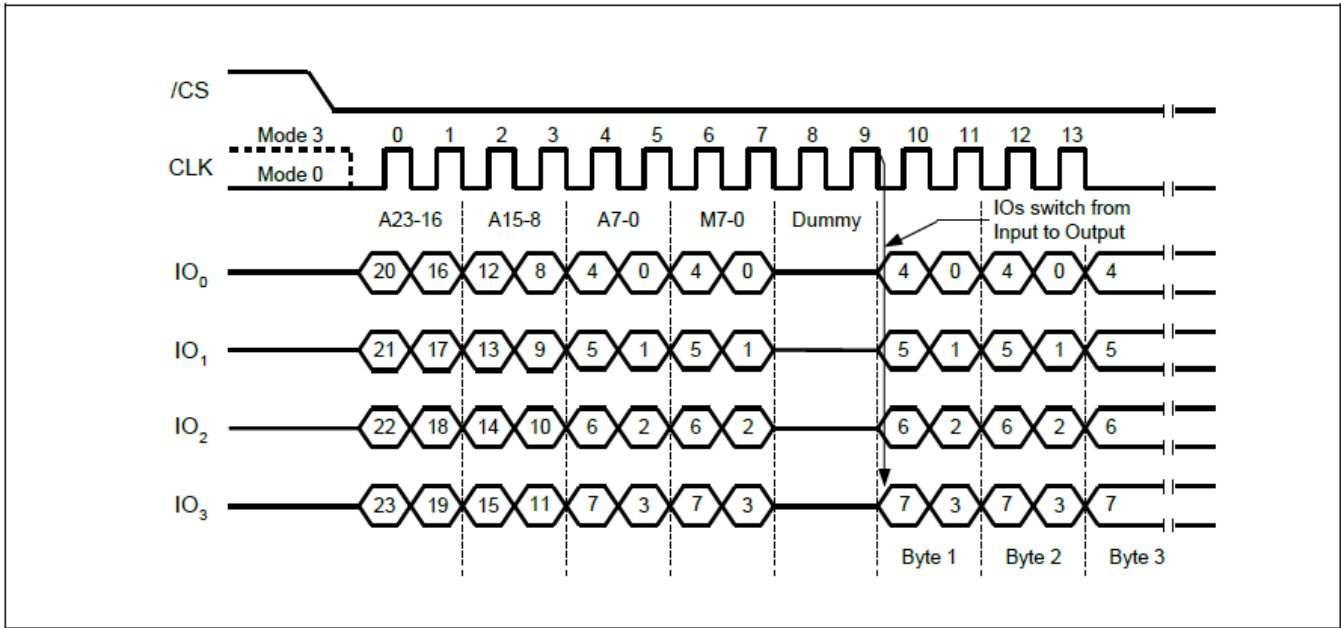 /CS
Mode 3 0 1 2 3 4 5 6 7 8 9 10 11 12 13
CLK
Mode 0
A23-16 A15-8 A7-0 M7-0 Dummy
IOs switch from
Input to Output
IO0 20 16 12 8 4 0 4 0 4 0 4 0 4
IO1 21 17 13 9 5 1 5 1 5 1 5 1 5
IO2 22 18 14 10 6 2 6 2 6 2 6 2 6
IO3 23 19 15 11 7 3 7 3 7 3 7 3 7
Byte 1 Byte 2 Byte 3